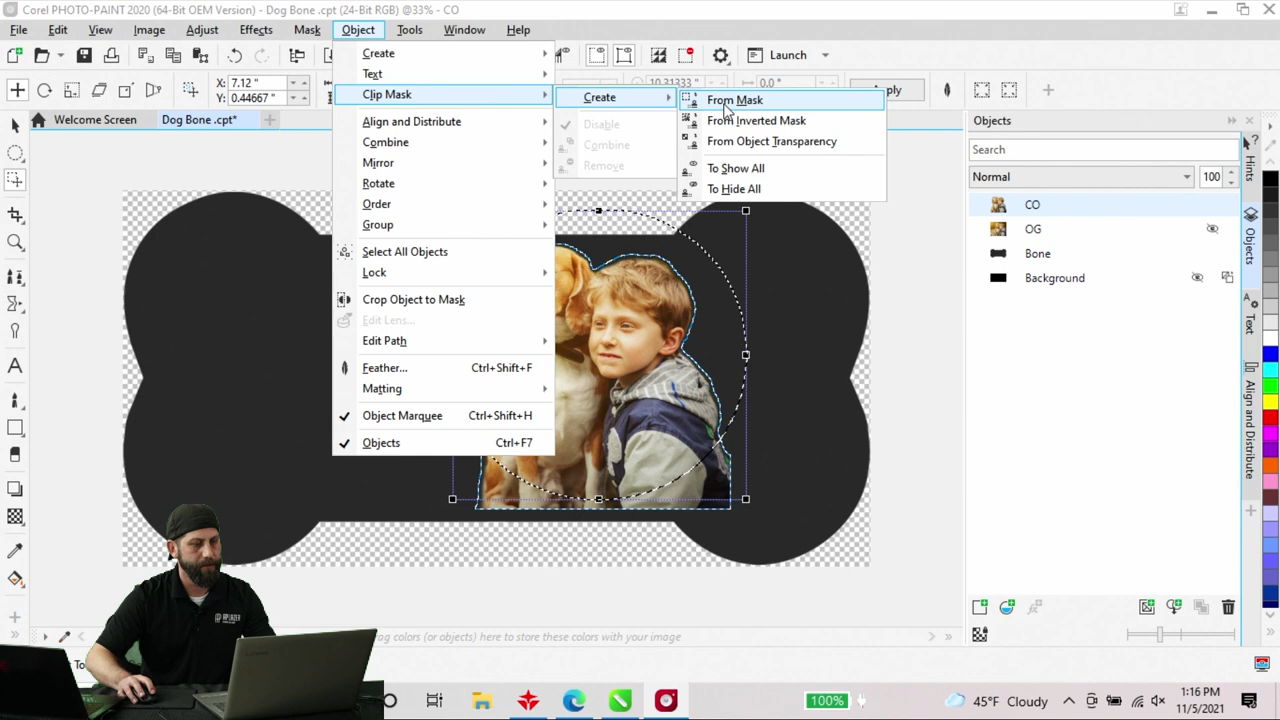 Corel PHOTO-PAINT 2020 (64-Bit OEM Version) - Dog Bone .cpt* (24-Bit RGB) @33% - CO
File Edit View Image Adjust Effects Mask Object Tools Window Help
Launch
X: 7.12 "
Y: 0.44667 "
10.31333 "
0.0 °
Welcome Screen
Dog Bone .cpt*
Create
Text
Clip Mask
Align and Distribute
Combine
Mirror
Rotate
Order
Group
Select All Objects
Lock
Crop Object to Mask
Edit Lens...
Edit Path
Feather... Ctrl+Shift+F
Matting
Object Marquee Ctrl+Shift+H
Objects Ctrl+F7
Create
Disable
Combine
Remove
From Mask
From Inverted Mask
From Object Transparency
To Show All
To Hide All
Objects
Search
Normal 100
CO
OG
Bone
Background
Hints
Objects
Text
Align and Distribute
colors (or objects) here to store these colors with your image
lenovo
100%
45°F Cloudy
1:16 PM
11/5/2021